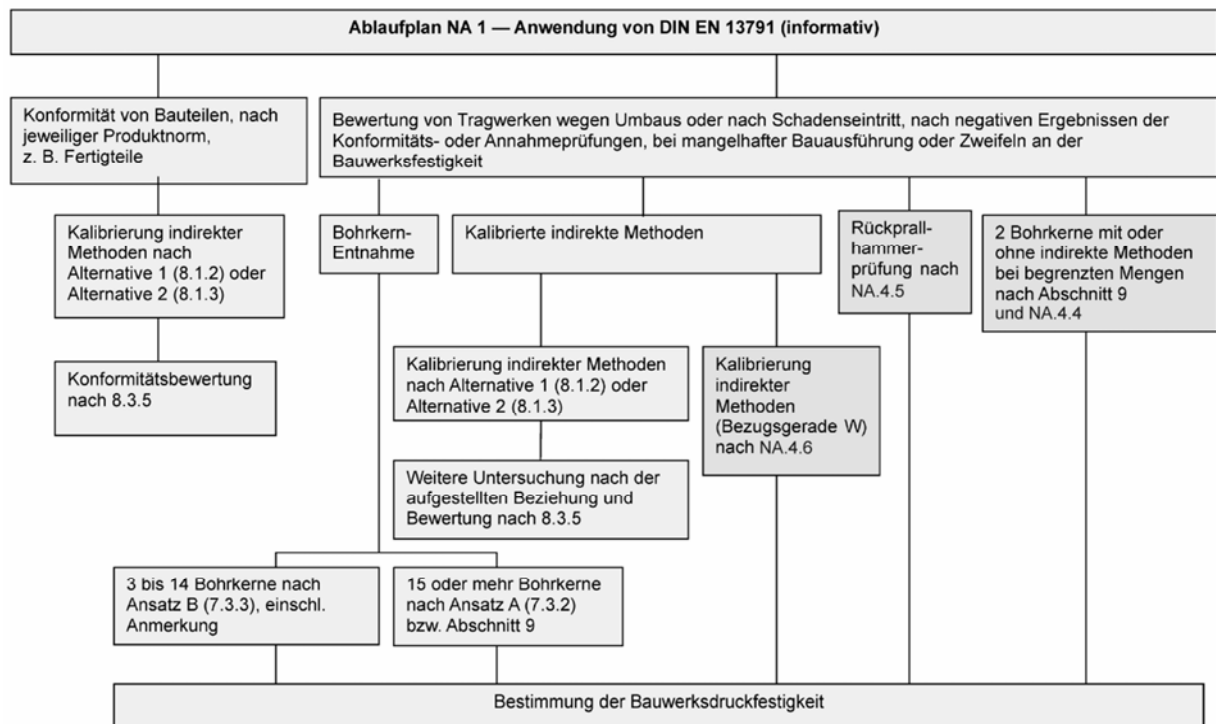 Ablaufplan NA 1 — Anwendung von DIN EN 13791 (informativ)
Konformität von Bauteilen, nach
jeweiliger Produktnorm,
z. B. Fertigteile
Bewertung von Tragwerken wegen Umbaus oder nach Schadenseintritt, nach negativen Ergebnissen der
Konformitäts- oder Annahmeprüfungen, bei mangelhafter Bauausführung oder Zweifeln an der
Bauwerksfestigkeit
Kalibrierung indirekter
Methoden nach
Alternative 1 (8.1.2) oder
Alternative 2 (8.1.3)
Bohrkern-
Entnahme
Kalibrierte indirekte Methoden
Rückprall-
hammer-
prüfung nach
NA.4.5
2 Bohrkerne mit oder
ohne indirekte Methoden
bei begrenzten Mengen
nach Abschnitt 9
und NA.4.4
Konformitätsbewertung
nach 8.3.5
Kalibrierung indirekter Methoden
nach Alternative 1 (8.1.2) oder
Alternative 2 (8.1.3)
Kalibrierung
indirekter
Methoden
(Bezugsgerade W)
nach NA.4.6
Weitere Untersuchung nach der
aufgestellten Beziehung und
Bewertung nach 8.3.5
3 bis 14 Bohrkerne nach
Ansatz B (7.3.3), einschl.
Anmerkung
15 oder mehr Bohrkerne
nach Ansatz A (7.3.2)
bzw. Abschnitt 9
Bestimmung der Bauwerksdruckfestigkeit